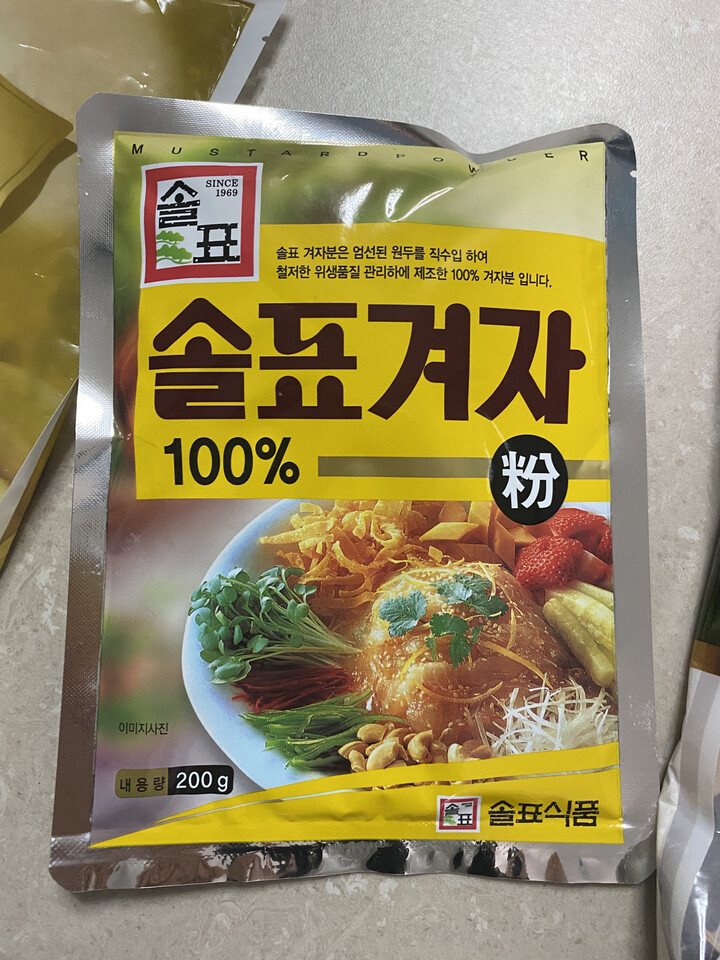 MUSTARD POWDER
솔표
SINCE
1969
솔표 겨자분은 엄선된 원두를 직수입 하여
철저한 위생품질 관리하에 제조한 100% 겨자분 입니다.
솔표겨자
100%
粉
이미지사진
내용량 200g
솔표 솔표식품